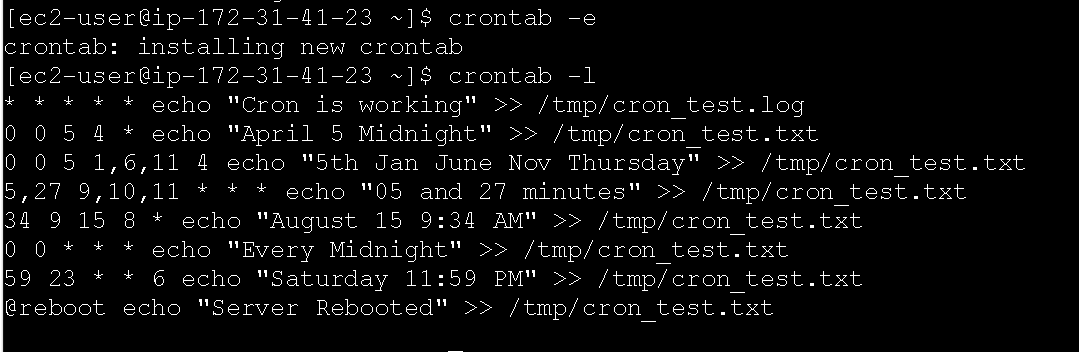 [ec2-user@ip-172-31-41-23 ~]$ crontab -e
crontab: installing new crontab
[ec2-user@ip-172-31-41-23 ~]$ crontab -l
* * * * * echo "Cron is working" >> /tmp/cron_test.log
0 0 5 4 * echo "April 5 Midnight" >> /tmp/cron_test.txt
0 0 5 1,6,11 4 echo "5th Jan June Nov Thursday" >> /tmp/cron_test.txt
5,27 9,10,11 * * * echo "05 and 27 minutes" >> /tmp/cron_test.txt
34 9 15 8 * echo "August 15 9:34 AM" >> /tmp/cron_test.txt
0 0 * * * echo "Every Midnight" >> /tmp/cron_test.txt
59 23 * * 6 echo "Saturday 11:59 PM" >> /tmp/cron_test.txt
@reboot echo "Server Rebooted" >> /tmp/cron_test.txt